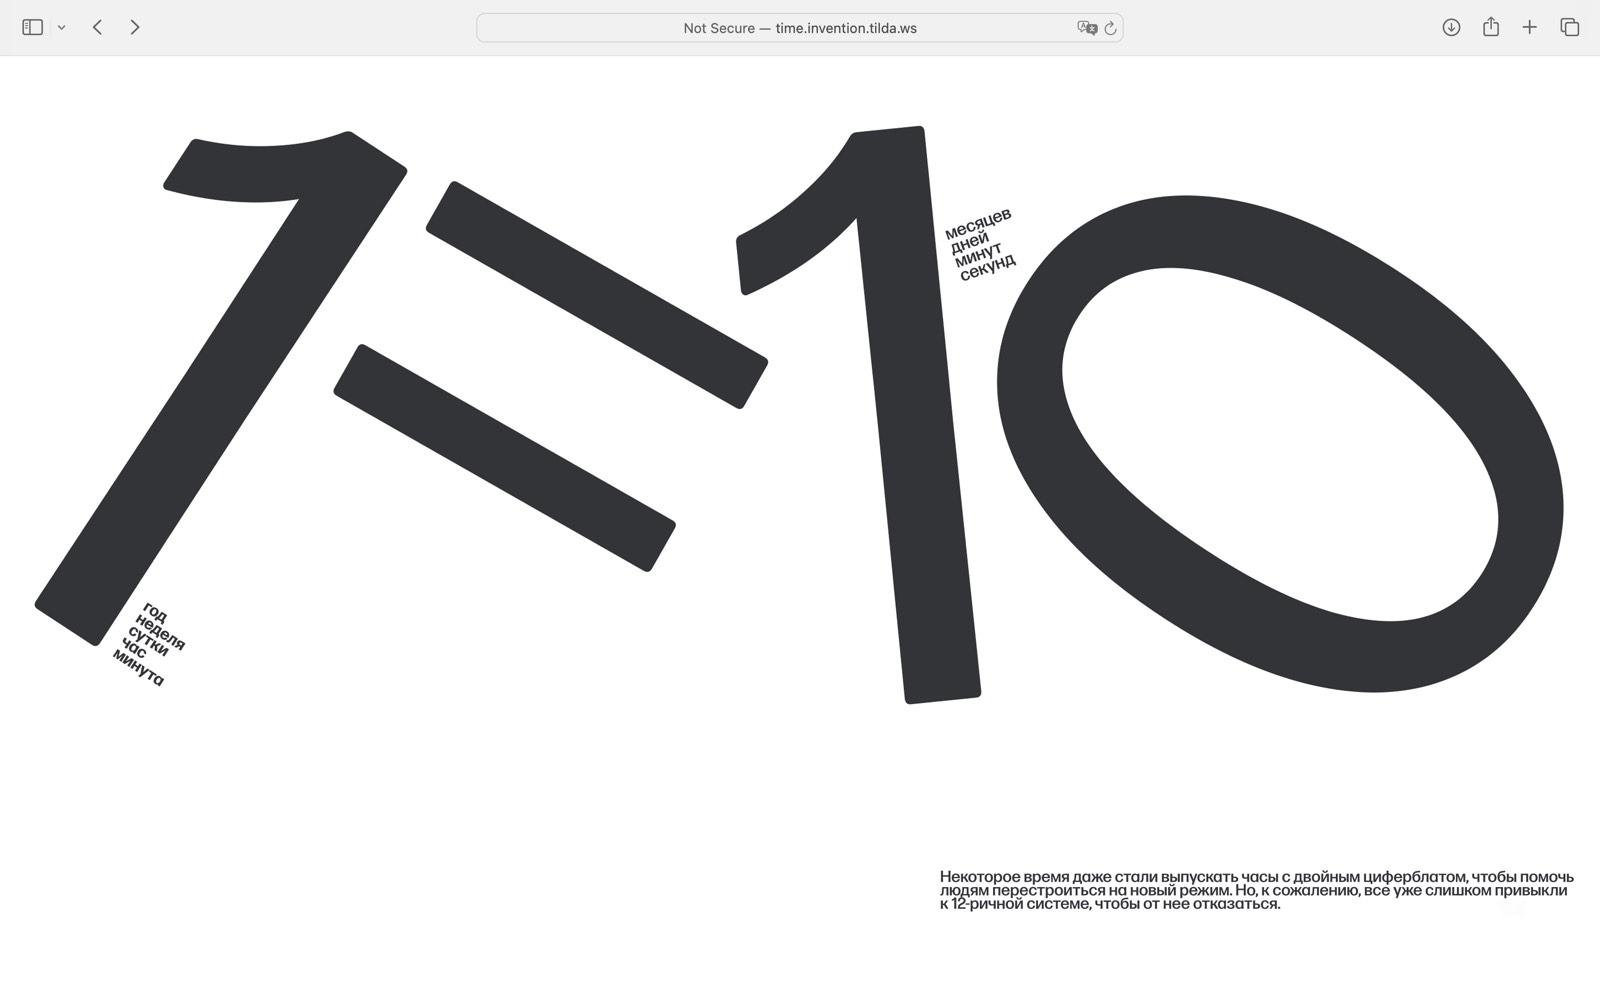 Not Secure — time.invention.tilda.ws
1=10
месяцев
дней
минут
секунд
год
неделя
сутки
час
минута
Некоторое время даже стали выпускать часы с двойным циферблатом, чтобы помочь
людям перестроиться на новый режим. Но, к сожалению, все уже слишком привыкли
к 12-ричной системе, чтобы от нее отказаться.